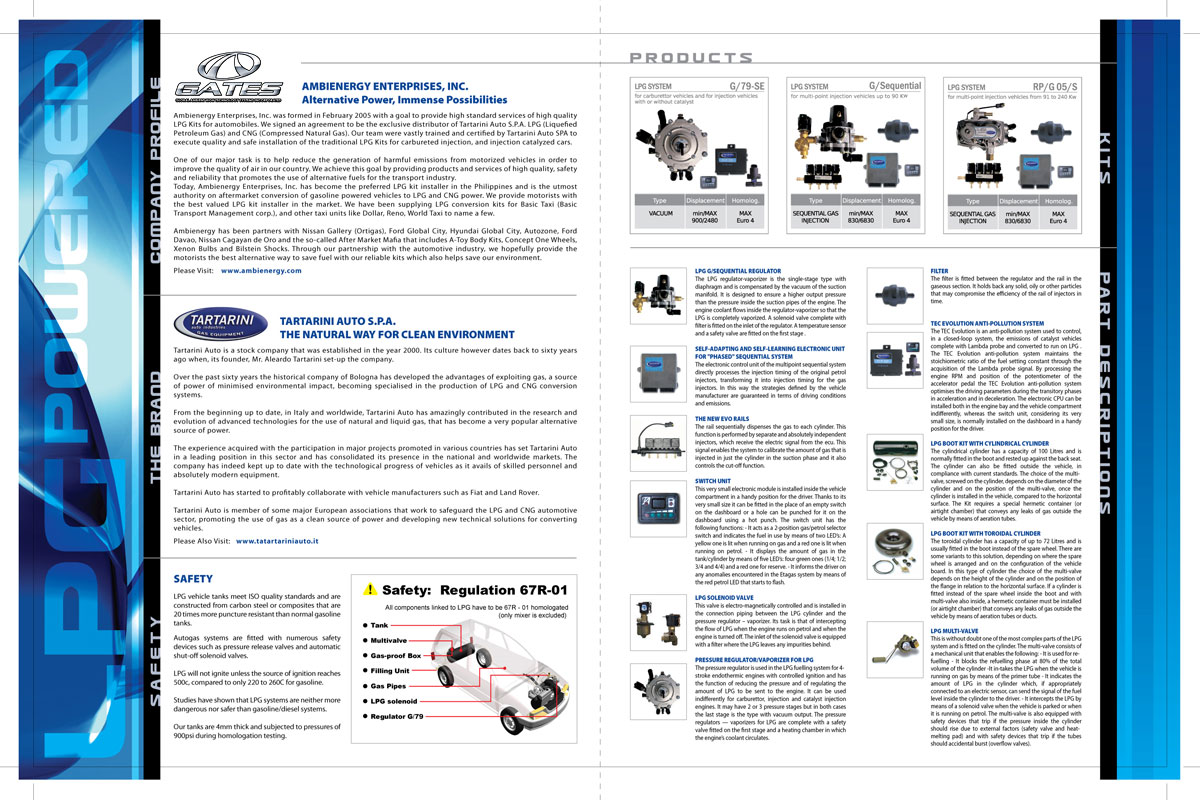 LPG POWERED
COMPANY PROFILE
GATES
AMBIENERGY ENTERPRISES, INC.
Alternative Power, Immense Possibilities
Ambienergy Enterprises, Inc. was formed in February 2005 with a goal to provide high standard services of high quality
LPG Kits for automobiles. We signed an agreement to be the exclusive distributor of Tartarini Auto S.P.A. LPG (Liquefied
Petroleum Gas) and CNG (Compressed Natural Gas). Our team were vastly trained and certified by Tartarini Auto SPA to
execute quality and safe installation of the traditional LPG Kits for carbureted injection, and injection catalyzed cars.
One of our major task is to help reduce the generation of harmful emissions from motorized vehicles in order to
improve the quality of air in our country. We achieve this goal by providing products and services of high quality, safety
and reliability that promotes the use of alternative fuels for the transport industry.
Today, Ambienergy Enterprises, Inc. has become the preferred LPG kit installer in the Philippines and is the utmost
authority on aftermarket conversion of gasoline powered vehicles to LPG and CNG power. We provide motorists with
the best valued LPG kit installer in the market. We have been supplying LPG conversion kits for Basic Taxi (Basic
Transport Management corp.), and other taxi units like Dollar, Reno, World Taxi to name a few.
Ambienergy has been partners with Nissan Gallery (Ortigas), Ford Global City, Hyundai Global City, Autozone, Ford
Davao, Nissan Cagayan de Oro and the so-called After Market Mafia that includes A-Toy Body Kits, Concept One Wheels,
Xenon Bulbs and Bilstein Shocks. Through our partnership with the automotive industry, we hopefully provide the
motorists the best alternative way to save fuel with our reliable kits which also helps save our environment.
Please Visit: www.ambienergy.com
THE BRAND
TARTARINI
auto industries
GAS EQUIPMENT
TARTARINI AUTO S.P.A.
THE NATURAL WAY FOR CLEAN ENVIRONMENT
Tartarini Auto is a stock company that was established in the year 2000. Its culture however dates back to sixty years
ago when, its founder, Mr. Aleardo Tartarini set-up the company.
Over the past sixty years the historical company of Bologna has developed the advantages of exploiting gas, a source
of power of minimised environmental impact, becoming specialised in the production of LPG and CNG conversion
systems.
From the beginning up to date, in Italy and worldwide, Tartarini Auto has amazingly contributed in the research and
evolution of advanced technologies for the use of natural and liquid gas, that has become a very popular alternative
source of power.
The experience acquired with the participation in major projects promoted in various countries has set Tartarini Auto
in a leading position in this sector and has consolidated its presence in the national and worldwide markets. The
company has indeed kept up to date with the technological progress of vehicles as it avails of skilled personnel and
absolutely modern equipment.
Tartarini Auto has started to profitably collaborate with vehicle manufacturers such as Fiat and Land Rover.
Tartarini Auto is member of some major European associations that work to safeguard the LPG and CNG automotive
sector, promoting the use of gas as a clean source of power and developing new technical solutions for converting
vehicles.
Please Also Visit: www.tatartariniauto.it
SAFETY
SAFETY
LPG vehicle tanks meet ISO quality standards and are
constructed from carbon steel or composites that are
20 times more puncture resistant than normal gasoline
tanks.
Autogas systems are fitted with numerous safety
devices such as pressure release valves and automatic
shut-off solenoid valves.
LPG will not ignite unless the source of ignition reaches
500c, compared to only 220 to 260C for gasoline.
Studies have shown that LPG systems are neither more
dangerous nor safer than gasoline/diesel systems.
Our tanks are 4mm thick and subjected to pressures of
900psi during homologation testing.
Safety: Regulation 67R-01
All components linked to LPG have to be 67R - 01 homologated
(only mixer is excluded)
Tank
Multivalve
Gas-proof Box
Filling Unit
Gas Pipes
LPG solenoid
Regulator G/79
PRODUCTS
KITS
LPG SYSTEM G/79-SE
for carburettor vehicles and for injection vehicles
with or without catalyst
Type Displacement Homolog.
VACUUM min/MAX MAX
900/2480 Euro 4
LPG SYSTEM G/Sequential
for multi-point injection vehicles up to 90 KW
Type Displacement Homolog.
SEQUENTIAL GAS min/MAX MAX
INJECTION 830/6830 Euro 4
LPG SYSTEM RP/G 05/S
for multi-point injection vehicles from 91 to 240 Kw
Type Displacement Homolog.
SEQUENTIAL GAS min/MAX MAX
INJECTION 830/6830 Euro 4
PART DESCRIPTIONS
LPG G/SEQUENTIAL REGULATOR
The LPG regulator-vaporizer is the single-stage type with
diaphragm and is compensated by the vacuum of the suction
manifold. It is designed to ensure a higher output pressure
than the pressure inside the suction pipes of the engine. The
engine coolant flows inside the regulator-vaporizer so that the
LPG is completely vaporized. A solenoid valve complete with
filter is fitted on the inlet of the regulator. A temperature sensor
and a safety valve are fitted on the first stage .
SELF-ADAPTING AND SELF-LEARNING ELECTRONIC UNIT
FOR "PHASED" SEQUENTIAL SYSTEM
The electronic control unit of the multipoint sequential system
directly processes the injection timing of the original petrol
injectors, transforming it into injection timing for the gas
injectors. In this way the strategies defined by the vehicle
manufacturer are guaranteed in terms of driving conditions
and emissions.
THE NEW EVO RAILS
The rail sequentially dispenses the gas to each cylinder. This
function is performed by separate and absolutely independent
injectors, which receive the electric signal from the ecu. This
signal enables the system to calibrate the amount of gas that is
injected in just the cylinder in the suction phase and it also
controls the cut-off function.
SWITCH UNIT
This very small electronic module is installed inside the vehicle
compartment in a handy position for the driver. Thanks to its
very small size it can be fitted in the place of an empty switch
on the dashboard or a hole can be punched for it on the
dashboard using a hot punch. The switch unit has the
following functions: - It acts as a 2-position gas/petrol selector
switch and indicates the fuel in use by means of two LED's: A
yellow one is lit when running on gas and a red one is lit when
running on petrol. - It displays the amount of gas in the
tank/cylinder by means of five LED's: four green ones (1/4; 1/2;
3/4 and 4/4) and a red one for reserve. - It informs the driver on
any anomalies encountered in the Etagas system by means of
the red petrol LED that starts to flash.
LPG SOLENOID VALVE
This valve is electro-magnetically controlled and is installed in
the connection piping between the LPG cylinder and the
pressure regulator – vaporizer. Its task is that of intercepting
the flow of LPG when the engine runs on petrol and when the
engine is turned off. The inlet of the solenoid valve is equipped
with a filter where the LPG leaves any impurities behind.
PRESSURE REGULATOR/VAPORIZER FOR LPG
The pressure regulator is used in the LPG fuelling system for 4-
stroke endothermic engines with controlled ignition and has
the function of reducing the pressure and of regulating the
amount of LPG to be sent to the engine. It can be used
indifferently for carburettor, injection and catalyst injection
engines. It may have 2 or 3 pressure stages but in both cases
the last stage is the type with vacuum output. The pressure
regulators — vaporizers for LPG are complete with a safety
valve fitted on the first stage and a heating chamber in which
the engine's coolant circulates.
FILTER
The filter is fitted between the regulator and the rail in the
gaseous section. It holds back any solid, oily or other particles
that may compromise the efficiency of the rail of injectors in
time.
TEC EVOLUTION ANTI-POLLUTION SYSTEM
The TEC Evolution is an anti-pollution system used to control,
in a closed-loop system, the emissions of catalyst vehicles
complete with Lambda probe and converted to run on LPG .
The TEC Evolution anti-pollution system maintains the
stoichiometric ratio of the fuel setting constant through the
acquisition of the Lambda probe signal. By processing the
engine RPM and position of the potentiometer of the
accelerator pedal the TEC Evolution anti-pollution system
optimises the driving parameters during the transitory phases
in acceleration and in deceleration. The electronic CPU can be
installed both in the engine bay and the vehicle compartment
indifferently, whereas the switch unit, considering its very
small size, is normally installed on the dashboard in a handy
position for the driver.
LPG BOOT KIT WITH CYLINDRICAL CYLINDER
The cylindrical cylinder has a capacity of 100 Litres and is
normally fitted in the boot and rested up against the back seat.
The cylinder can also be fitted outside the vehicle, in
compliance with current standards. The choice of the multi-
valve, screwed on the cylinder, depends on the diameter of the
cylinder and on the position of the multi-valve, once the
cylinder is installed in the vehicle, compared to the horizontal
surface. The Kit requires a special hermetic container (or
airtight chamber) that conveys any leaks of gas outside the
vehicle by means of aeration tubes.
LPG BOOT KIT WITH TOROIDAL CYLINDER
The toroidal cylinder has a capacity of up to 72 Litres and is
usually fitted in the boot instead of the spare wheel. There are
some variants to this solution, depending on where the spare
wheel is arranged and on the configuration of the vehicle
board. In this type of cylinder the choice of the multi-valve
depends on the height of the cylinder and on the position of
the flange in relation to the horizontal surface. If a cylinder is
fitted instead of the spare wheel inside the boot and with
multi-valve also inside, a hermetic container must be installed
(or airtight chamber) that conveys any leaks of gas outside the
vehicle by means of aeration tubes or ducts.
LPG MULTI-VALVE
This is without doubt one of the most complex parts of the LPG
system and is fitted on the cylinder. The multi-valve consists of
a mechanical unit that enables the following: - It is used for re-
fuelling - It blocks the refuelling phase at 80% of the total
volume of the cylinder -It in-takes the LPG when the vehicle is
running on gas by means of the primer tube - It indicates the
amount of LPG in the cylinder which, if appropriately
connected to an electric sensor, can send the signal of the fuel
level inside the cylinder to the driver. - It intercepts the LPG by
means of a solenoid valve when the vehicle is parked or when
it is running on petrol. The multi-valve is also equipped with
safety devices that trip if the pressure inside the cylinder
should rise due to external factors (safety valve and heat-
melting pad) and with safety devices that trip if the tubes
should accidental burst (overflow valves).